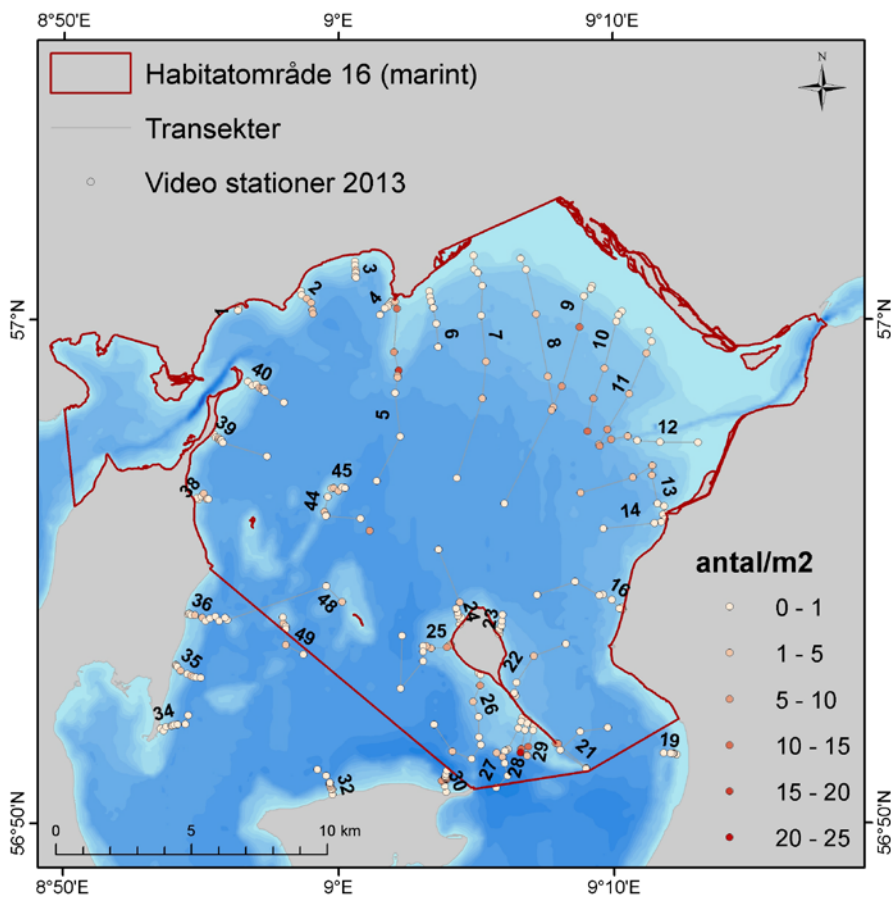 8°50'E 9°0'E 9°10'E
N
Habitatområde 16 (marint)
Transekter
Video stationer 2013
57°N
57°N
1
2
3
4
5
6
7
8
9
10
11
12
13
14
16
19
21
22
23
24
25
26
27
28
29
30
32
34
35
36
38
39
40
44
45
48
49
antal/m2
0 - 1
1 - 5
5 - 10
10 - 15
15 - 20
20 - 25
0 5 10 km
56°50'N
56°50'N
8°50'E 9°0'E 9°10'E